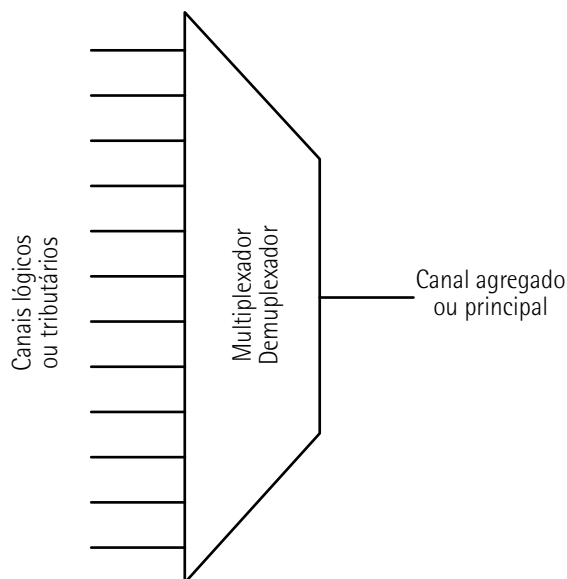 Canais lógicos
ou tributários
Multiplexador
Demuplexador
Canal agregado
ou principal